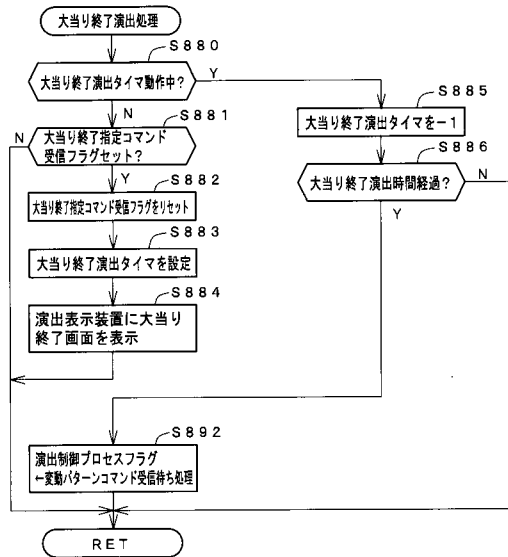 大当り終了演出処理
S880
大当り終了演出タイマ動作中?
Y
N
S881
N
大当り終了指定コマンド
受信フラグセット?
Y
S882
大当り終了指定コマンド受信フラグをリセット
S883
大当り終了演出タイマを設定
S884
演出表示装置に大当り
終了画面を表示
S885
大当り終了演出タイマを-1
S886
大当り終了演出時間経過?
N
Y
S892
演出制御プロセスフラグ
←変動パターンコマンド受信待ち処理
RET